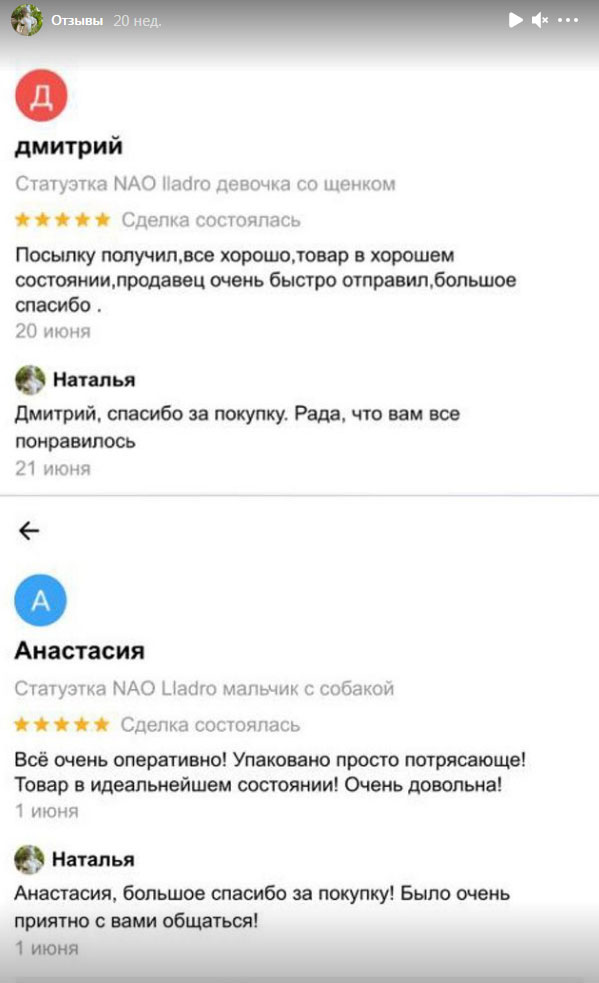 Отзывы 20 нед.
Д
дмитрий
Статуэтка NAO lladro девочка со щенком
Сделка состоялась
Посылку получил,все хорошо,товар в хорошем
состоянии,продавец очень быстро отправил,большое
спасибо .
20 июня
Наталья
Дмитрий, спасибо за покупку. Рада, что вам все
понравилось
21 июня
А
Анастасия
Статуэтка NAO Lladro мальчик с собакой
Сделка состоялась
Всё очень оперативно! Упаковано просто потрясающе!
Товар в идеальнейшем состоянии! Очень довольна!
1 июня
Наталья
Анастасия, большое спасибо за покупку! Было очень
приятно с вами общаться!
1 июня